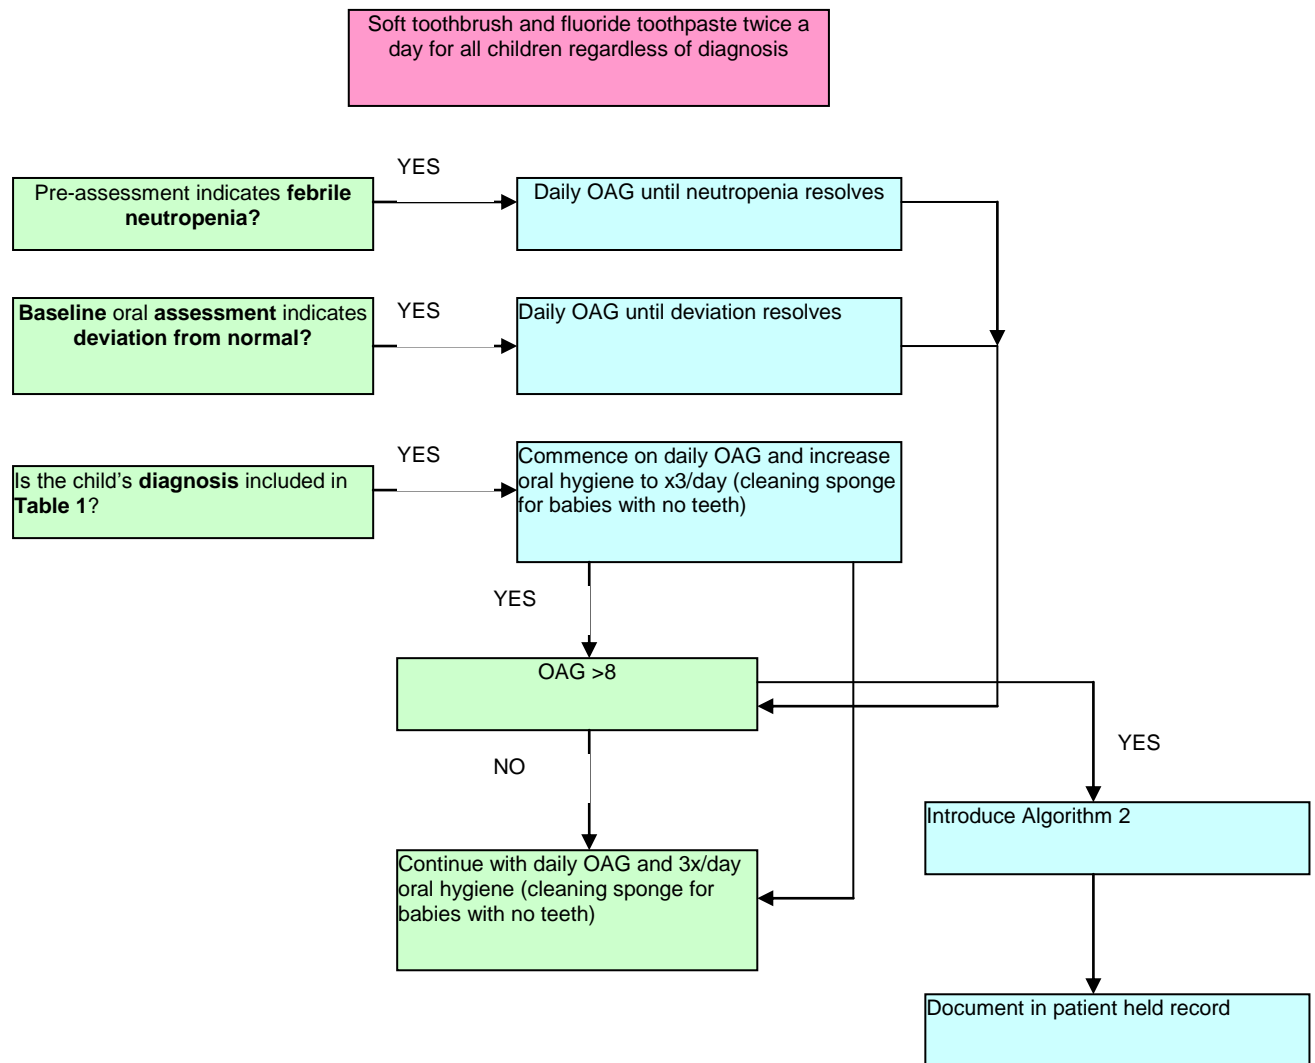 Soft toothbrush and fluoride toothpaste twice a
day for all children regardless of diagnosis
YES
Pre-assessment indicates febrile
neutropenia?
Daily OAG until neutropenia resolves
Baseline oral assessment indicates
deviation from normal?
YES
Daily OAG until deviation resolves
YES
Is the child's diagnosis included in
Table 1?
Commence on daily OAG and increase
oral hygiene to x3/day (cleaning sponge
for babies with no teeth)
YES
OAG >8
NO
YES
Introduce Algorithm 2
Continue with daily OAG and 3x/day
oral hygiene (cleaning sponge for
babies with no teeth)
Document in patient held record